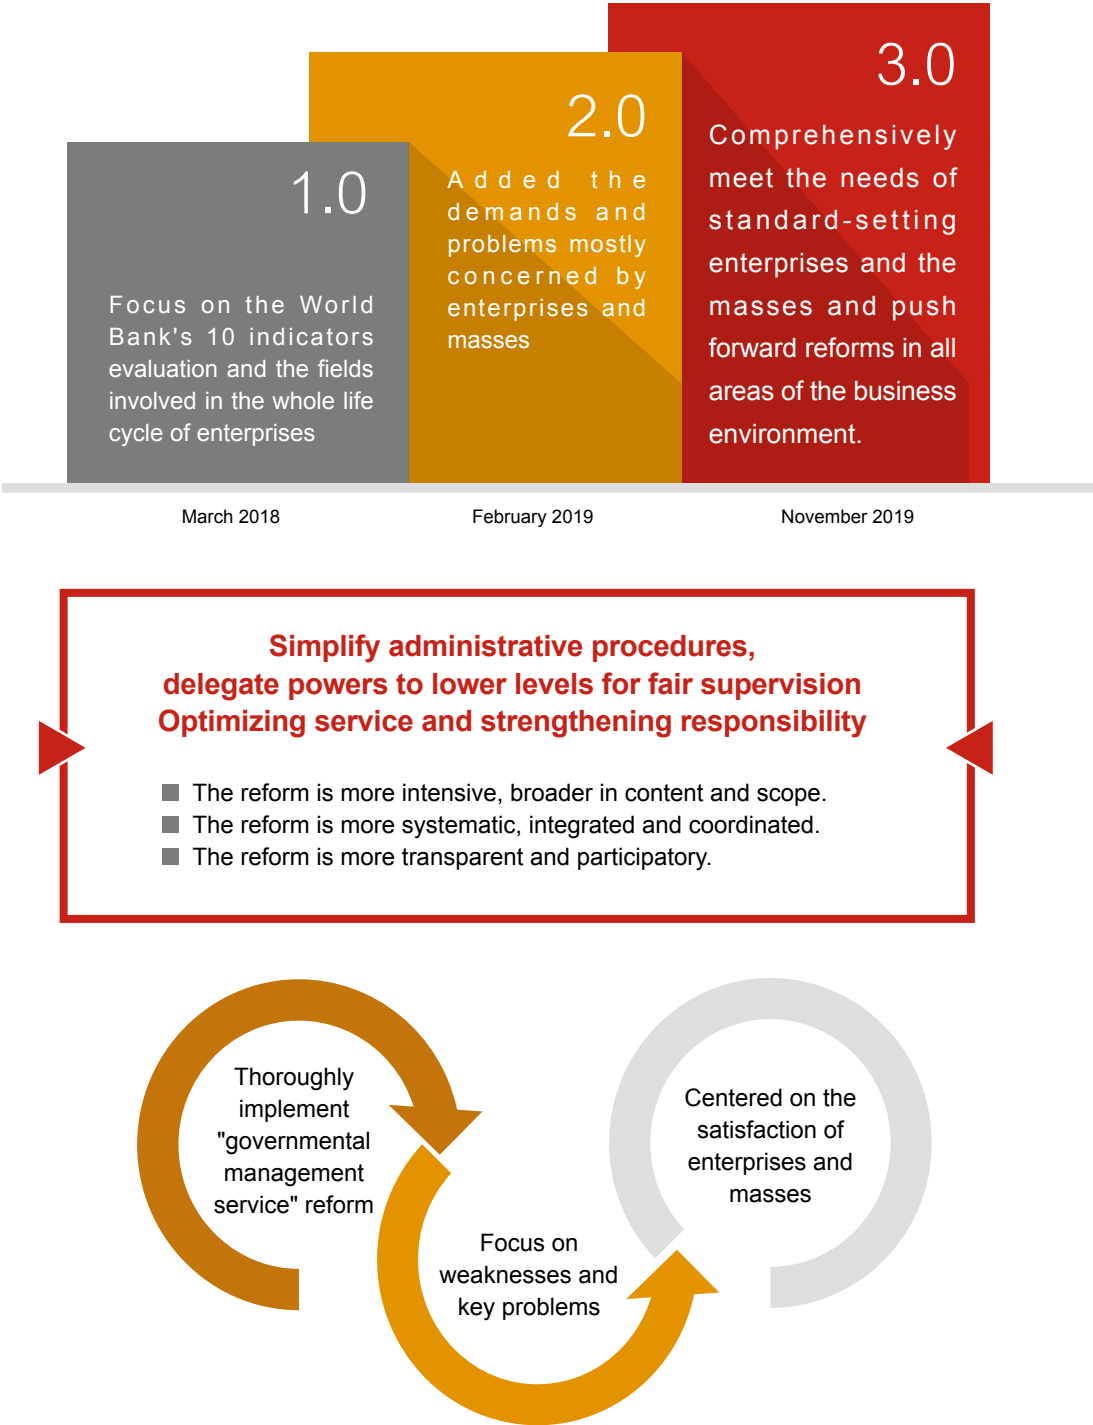 1.0
Focus on the World
Bank's 10 indicators
evaluation and the fields
involved in the whole life
cycle of enterprises
2.0
Added the
demands and
problems mostly
concerned by
enterprises and
masses
3.0
Comprehensively
meet the needs of
standard-setting
enterprises and the
masses and push
forward reforms in all
areas of the business
environment.
March 2018
February 2019
November 2019
Simplify administrative procedures,
delegate powers to lower levels for fair supervision
Optimizing service and strengthening responsibility
The reform is more intensive, broader in content and scope.
The reform is more systematic, integrated and coordinated.
The reform is more transparent and participatory.
Thoroughly
implement
"governmental
management
service" reform
Focus on
weaknesses and
key problems
Centered on the
satisfaction of
enterprises and
masses